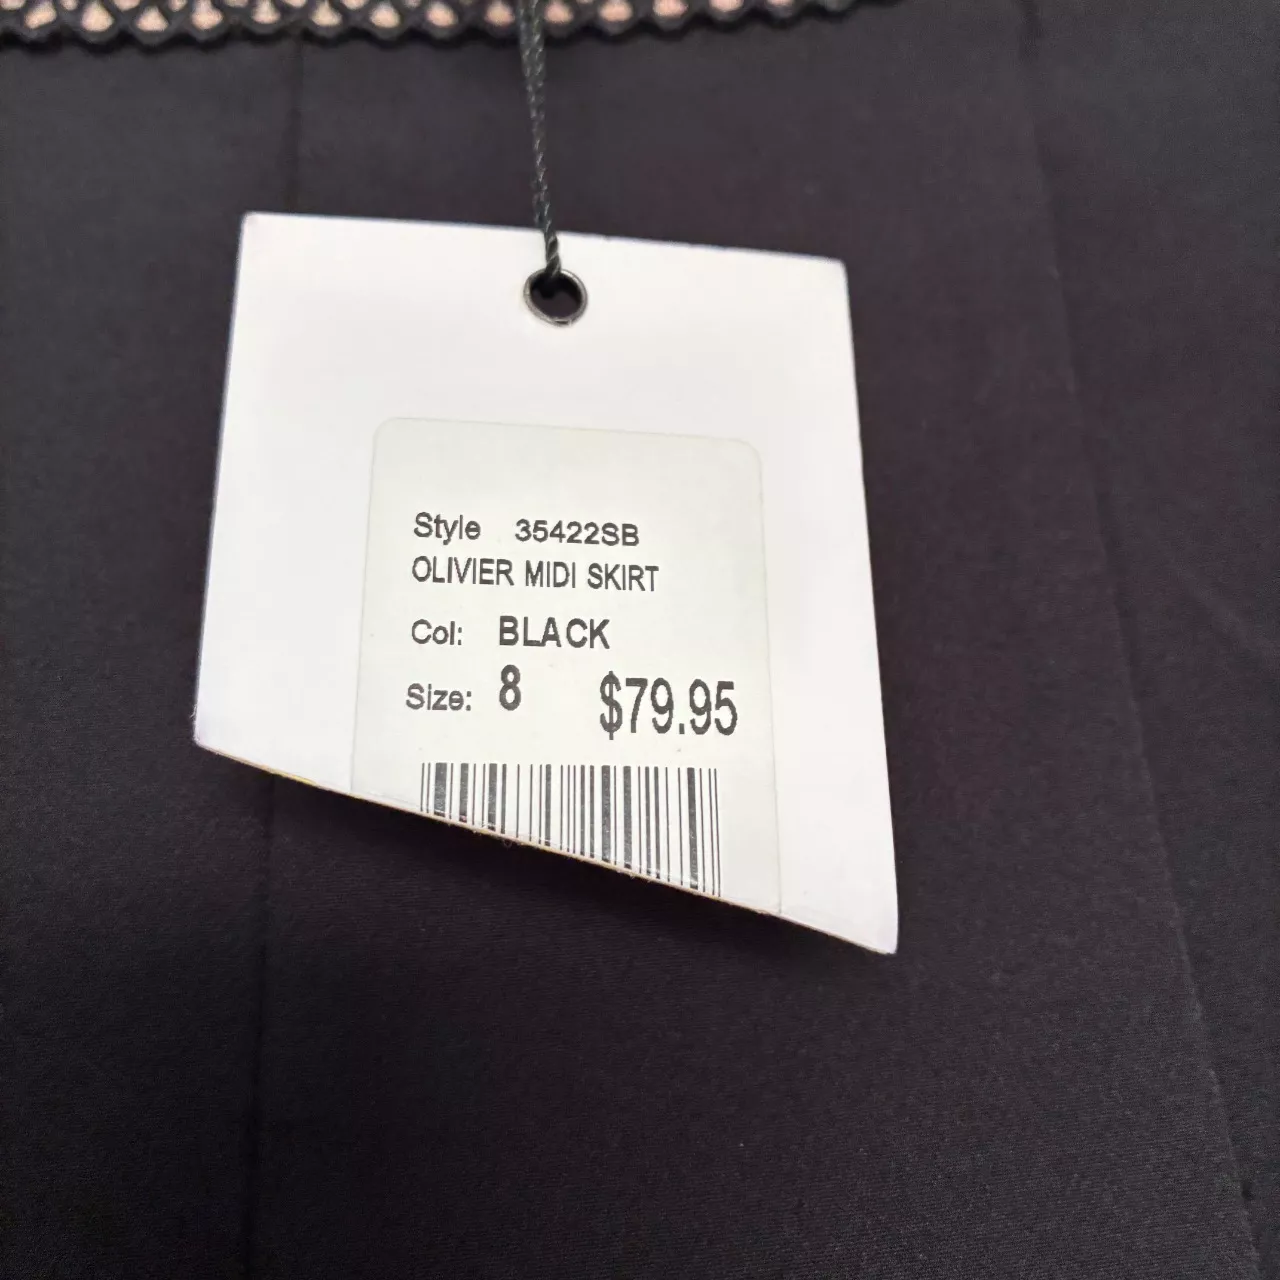 Style 35422SB
OLIVIER MIDI SKIRT
Col: BLACK
Size: 8 $79.95